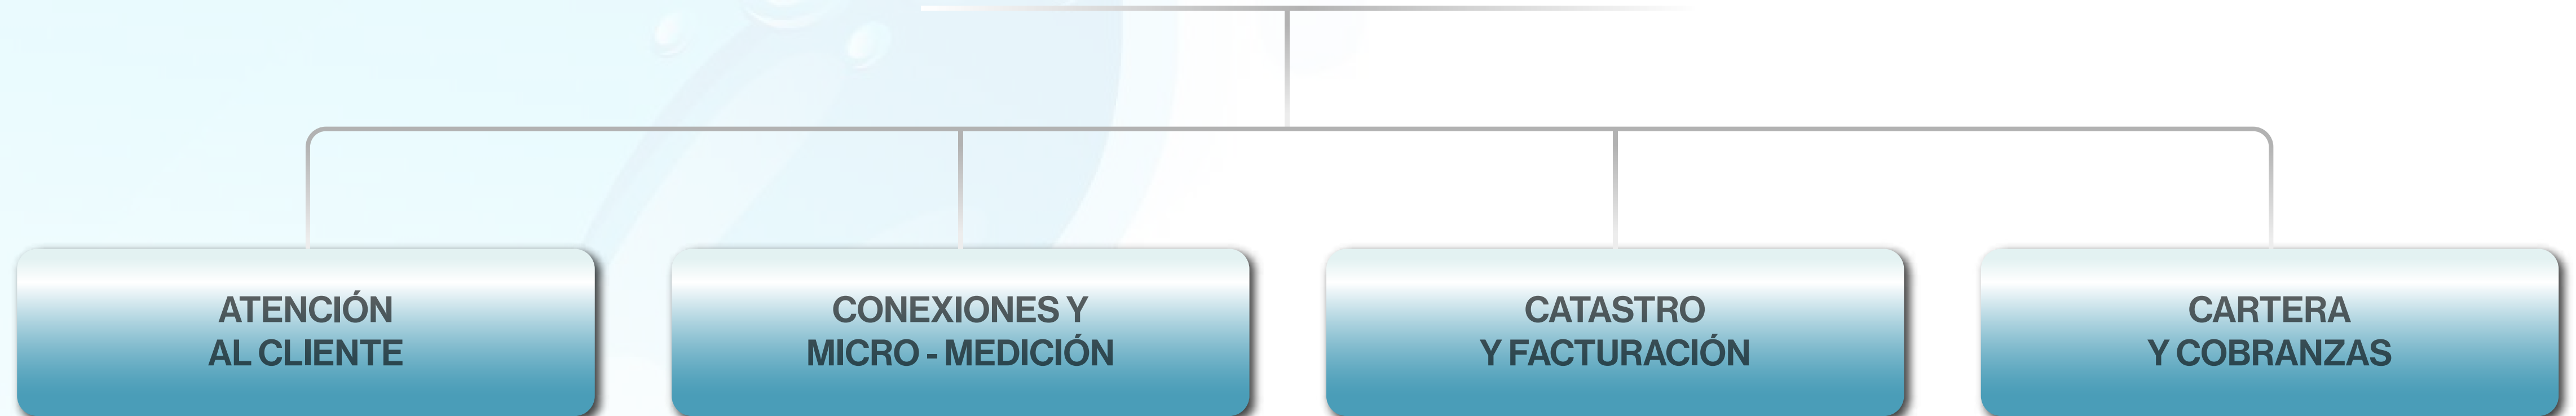 ATENCIÓN
AL CLIENTE
CONEXIONES Y
MICRO - MEDICIÓN
CATASTRO
Y FACTURACIÓN
CARTERA
Y COBRANZAS